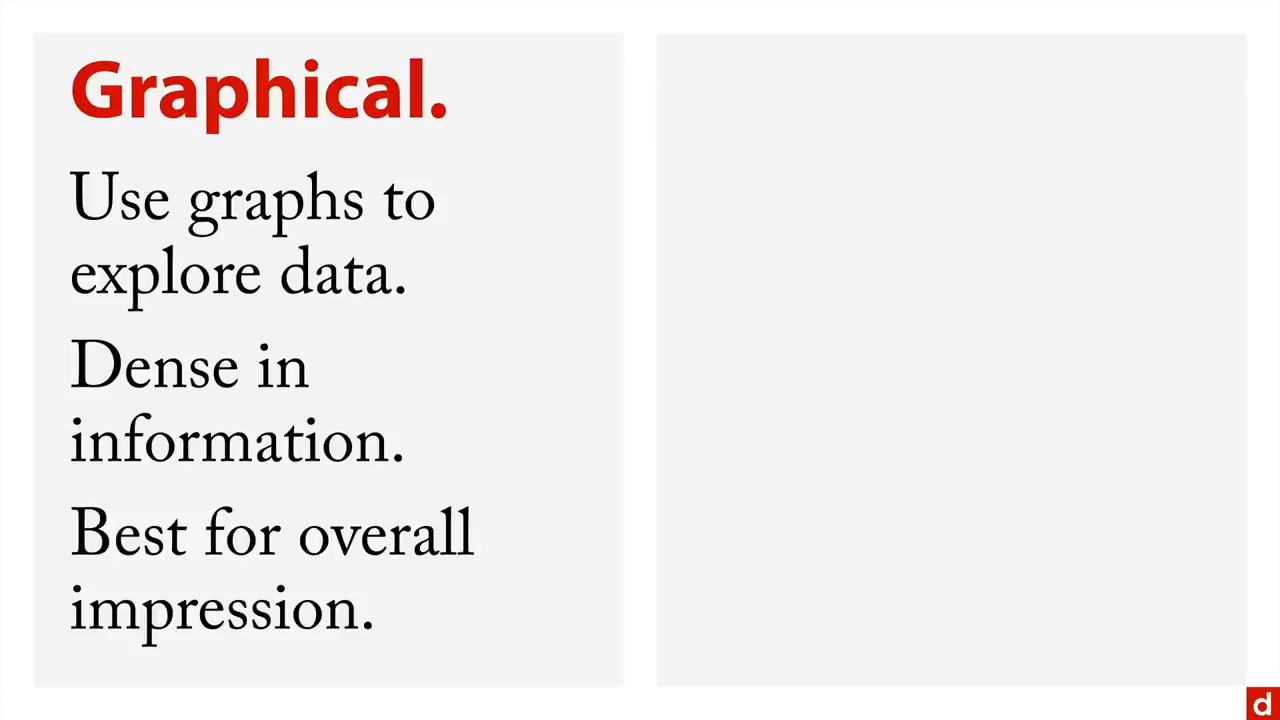 Graphical.
Use graphs to
explore data.
Dense in
information.
Best for overall
impression.
d